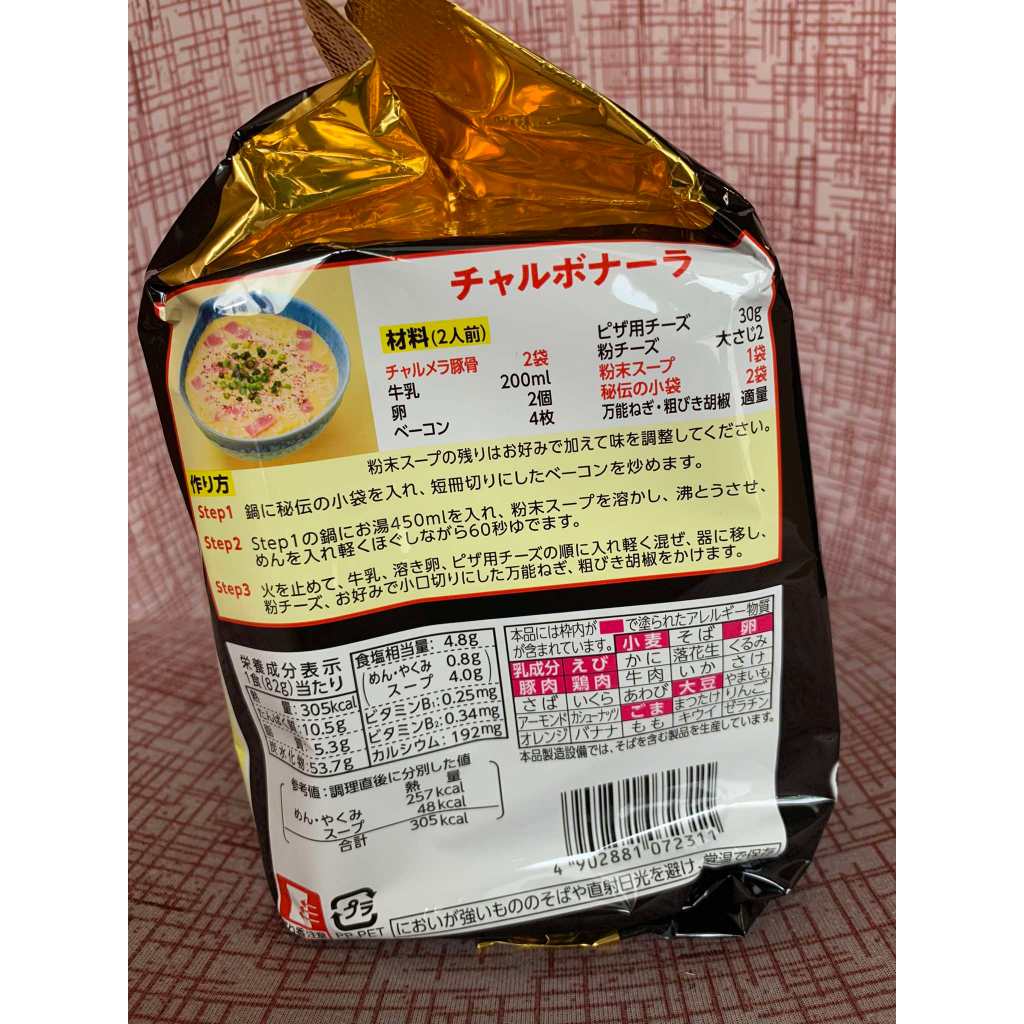 チャルボナーラ
材料(2人前)
チャルメラ豚骨 2袋
牛乳 200ml
卵 2個
ベーコン 4枚
ピザ用チーズ 30g
粉チーズ 大さじ2
粉末スープ 1袋
秘伝の小袋 2袋
万能ねぎ・粗びき胡椒 適量
粉末スープの残りはお好みで加えて味を調整してください。
作り方
Step1 鍋に秘伝の小袋を入れ、短冊切りにしたベーコンを炒めます。
Step2 Step1の鍋にお湯450mlを入れ、粉末スープを溶かし、沸とうさせ、
めんを入れ軽くほぐしながら60秒ゆでます。
Step3 火を止めて、牛乳、溶き卵、ピザ用チーズの順に入れ軽く混ぜ、器に移し、
粉チーズ、お好みで小口切りにした万能ねぎ、粗びき胡椒をかけます。
栄養成分表示
1食(82g)当たり
熱量 305kcal
たんぱく質 10.5g
脂質 5.3g
炭水化物 53.7g
食塩相当量: 4.8g
めん・やくみ 0.8g
スープ 4.0g
ビタミンB₁: 0.25mg
ビタミンB₂: 0.34mg
カルシウム: 192mg
参考値:調理直後に分別した値
熱量
めん・やくみ 257kcal
スープ 48kcal
合計 305kcal
本品には枠内が で塗られたアレルギー物質
が含まれています。 小麦 そば 卵
乳成分 えび かに 落花生 くるみ
豚肉 鶏肉 牛肉 いか さけ
さば いくら あわび 大豆 やまいも
アーモンド カシューナッツ ごま まつたけ りんご
オレンジ バナナ もも キウイ ゼラチン
本品製造設備では、そばを含む製品を生産しています。
4 902881 072311
プラ
PP,PET
においが強いもののそばや直射日光を避け、常温で保存